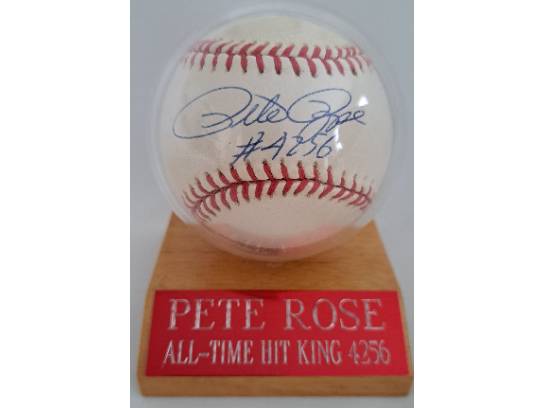 Pete Rose
#4256
PETE ROSE
ALL-TIME HIT KING 4256